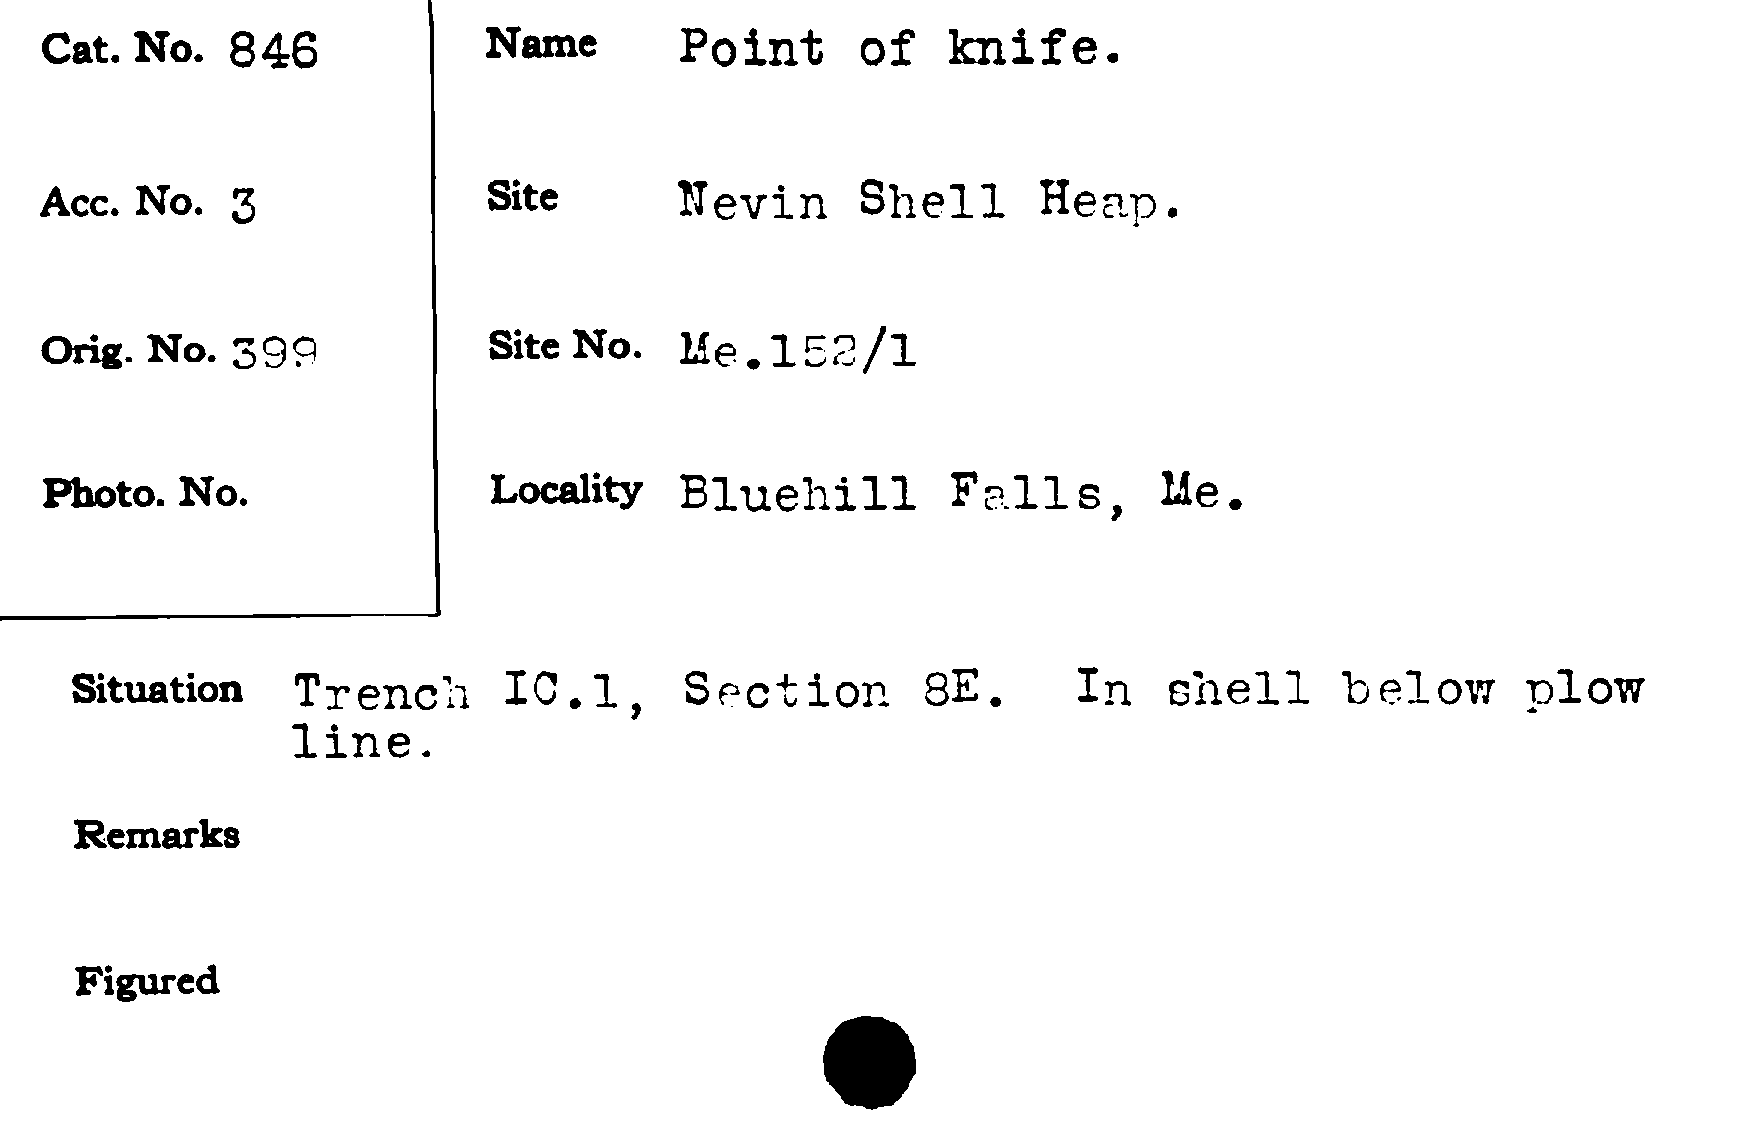 Cat. No. 846
Name Point of knife.
Acc. No. 3
Site Nevin Shell Heap.
Orig. No. 399
Site No. Me.152/1
Photo. No.
Locality Bluehill Falls, Me.
Situation Trench IC.1, Section 8E. In shell below plow
line.
Remarks
Figured